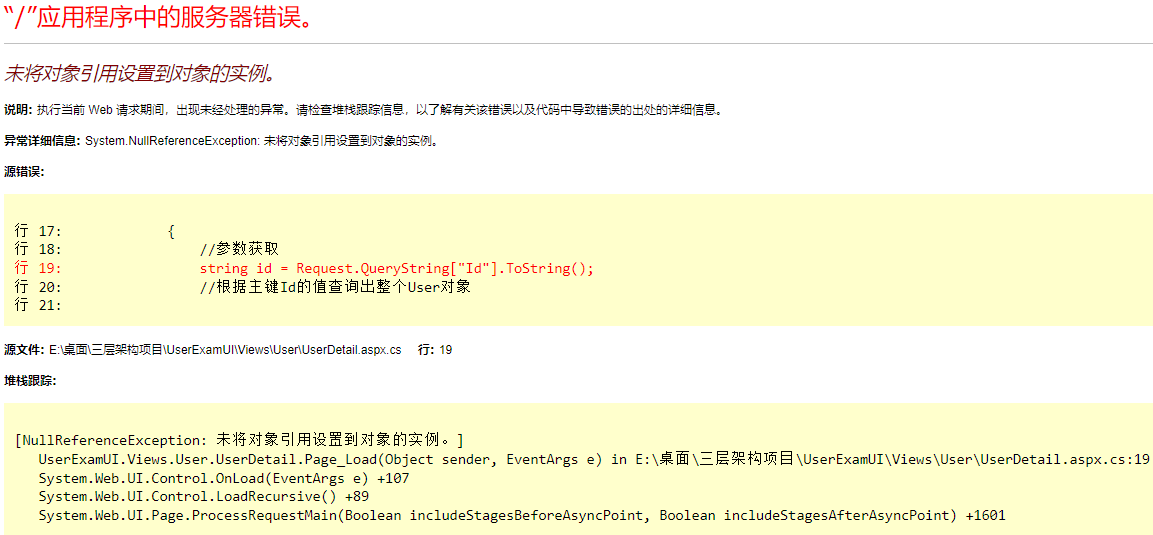 “/”应用程序中的服务器错误。
未将对象引用设置到对象的实例。
说明: 执行当前 Web 请求期间，出现未经处理的异常。请检查堆栈跟踪信息，以了解有关该错误以及代码中导致错误的出处的详细信息。
异常详细信息: System.NullReferenceException: 未将对象引用设置到对象的实例。
源错误:
行 17:             {
行 18:                 //参数获取
行 19:                 string id = Request.QueryString["Id"].ToString();
行 20:                 //根据主键Id的值查询出整个User对象
行 21:
源文件: E:\桌面\三层架构项目\UserExamUI\Views\User\UserDetail.aspx.cs    行: 19
堆栈跟踪:
[NullReferenceException: 未将对象引用设置到对象的实例。]
   UserExamUI.Views.User.UserDetail.Page_Load(Object sender, EventArgs e) in E:\桌面\三层架构项目\UserExamUI\Views\User\UserDetail.aspx.cs:19
   System.Web.UI.Control.OnLoad(EventArgs e) +107
   System.Web.UI.Control.LoadRecursive() +89
   System.Web.UI.Page.ProcessRequestMain(Boolean includeStagesBeforeAsyncPoint, Boolean includeStagesAfterAsyncPoint) +1601